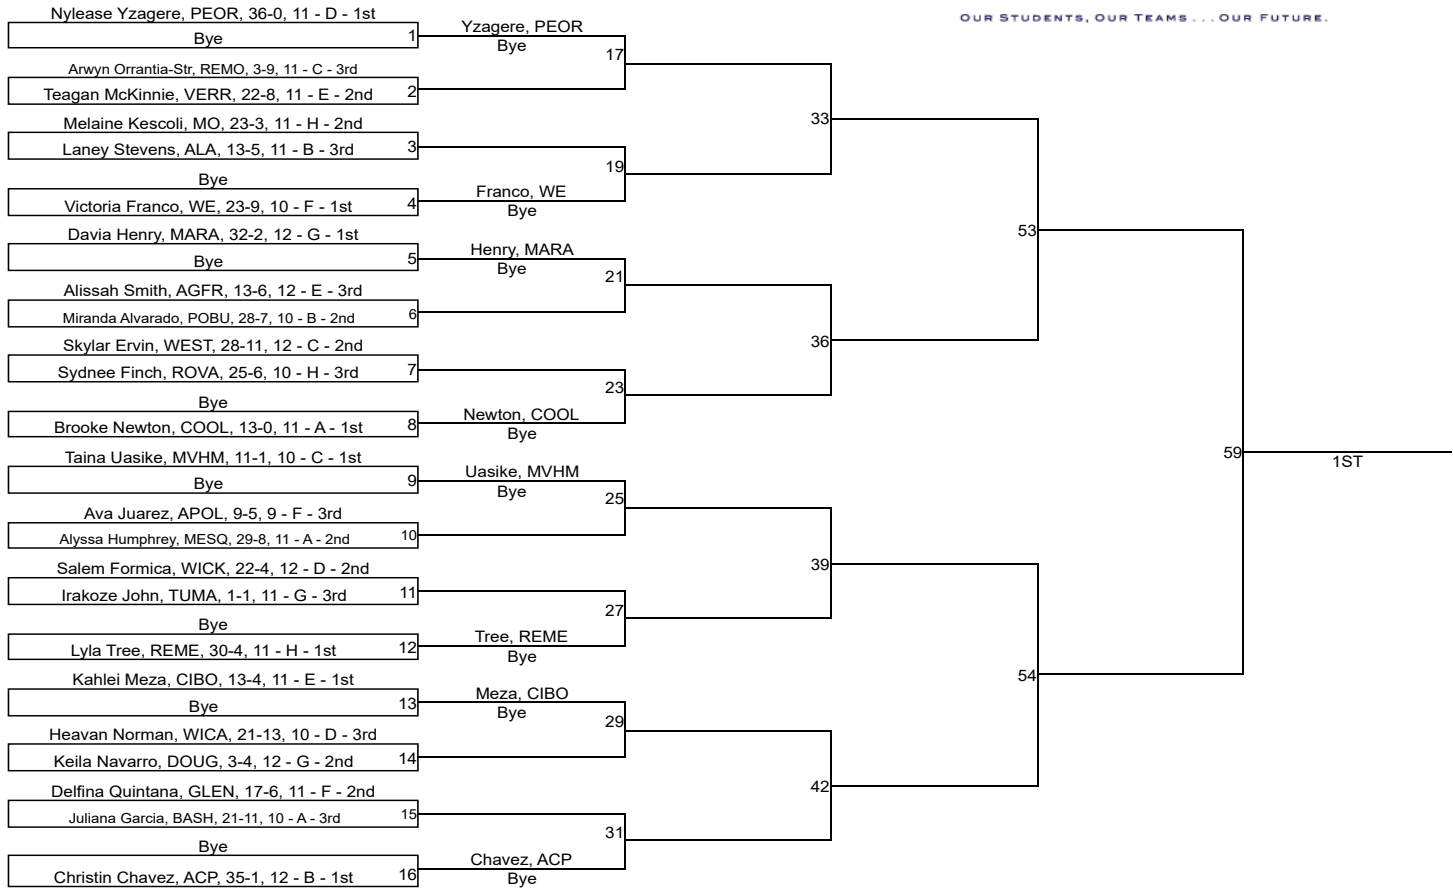 Nylease Yzagere, PEOR, 36-0, 11 - D - 1st
OUR STUDENTS, OUR TEAMS . . . OUR FUTURE.
Bye
1
Yzagere, PEOR
Bye
17
Arwyn Orrantia-Str, REMO, 3-9, 11 - C - 3rd
Teagan McKinnie, VERR, 22-8, 11 - E - 2nd
2
Melaine Kescoli, MO, 23-3, 11 - H - 2nd
33
Laney Stevens, ALA, 13-5, 11 - B - 3rd
3
19
Bye
Victoria Franco, WE, 23-9, 10 - F - 1st
4
Franco, WE
Bye
Davia Henry, MARA, 32-2, 12 - G - 1st
53
Bye
5
Henry, MARA
Bye
21
Alissah Smith, AGFR, 13-6, 12 - E - 3rd
Miranda Alvarado, POBU, 28-7, 10 - B - 2nd
6
Skylar Ervin, WEST, 28-11, 12 - C - 2nd
36
Sydnee Finch, ROVA, 25-6, 10 - H - 3rd
7
23
Bye
Brooke Newton, COOL, 13-0, 11 - A - 1st
8
Newton, COOL
Bye
Taina Uasike, MVHM, 11-1, 10 - C - 1st
59
1ST
Bye
9
Uasike, MVHM
Bye
25
Ava Juarez, APOL, 9-5, 9 - F - 3rd
Alyssa Humphrey, MESQ, 29-8, 11 - A - 2nd
10
Salem Formica, WICK, 22-4, 12 - D - 2nd
39
Irakoze John, TUMA, 1-1, 11 - G - 3rd
11
27
Bye
Lyla Tree, REME, 30-4, 11 - H - 1st
12
Tree, REME
Bye
Kahlei Meza, CIBO, 13-4, 11 - E - 1st
54
Bye
13
Meza, CIBO
Bye
29
Heavan Norman, WICA, 21-13, 10 - D - 3rd
Keila Navarro, DOUG, 3-4, 12 - G - 2nd
14
Delfina Quintana, GLEN, 17-6, 11 - F - 2nd
42
Juliana Garcia, BASH, 21-11, 10 - A - 3rd
15
31
Bye
Christin Chavez, ACP, 35-1, 12 - B - 1st
16
Chavez, ACP
Bye